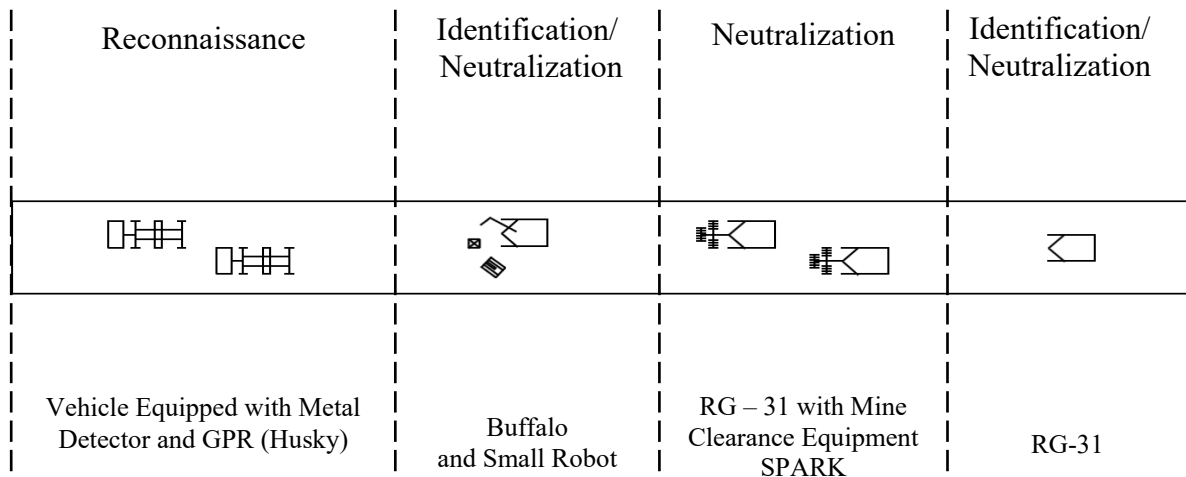 Reconnaissance
Identification/
Neutralization
Neutralization
Identification/
Neutralization
Vehicle Equipped with Metal
Detector and GPR (Husky)
Buffalo
and Small Robot
RG – 31 with Mine
Clearance Equipment
SPARK
RG-31